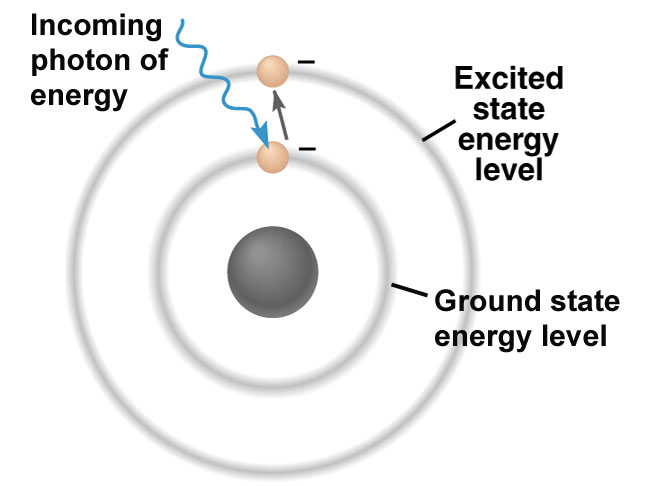 Incoming
photon of
energy
–
Excited
state
energy
level
–
Ground state
energy level